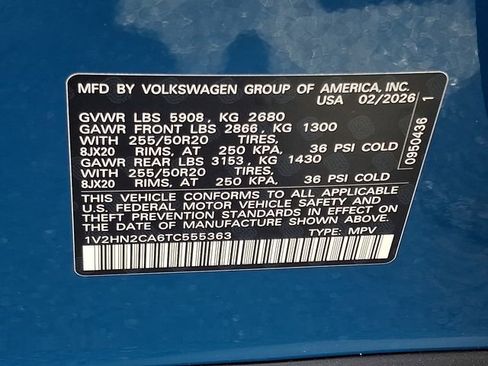 MFD BY VOLKSWAGEN GROUP OF AMERICA, INC.
USA 02/2026
GVWR LBS 5908, KG 2680
GAWR FRONT LBS 2866, KG 1300
WITH 255/50R20 TIRES,
8JX20 RIMS, AT 250 KPA, 36 PSI COLD
GAWR REAR LBS 3153, KG 1430
WITH 255/50R20 TIRES,
8JX20 RIMS, AT 250 KPA, 36 PSI COLD
THIS VEHICLE CONFORMS TO ALL APPLICABLE
U.S. FEDERAL MOTOR VEHICLE SAFETY AND
THEFT PREVENTION STANDARDS IN EFFECT ON
THE DATE OF MANUFACTURE SHOWN ABOVE.
1V2HN2CA6TC555363 TYPE: MPV
0950436 1